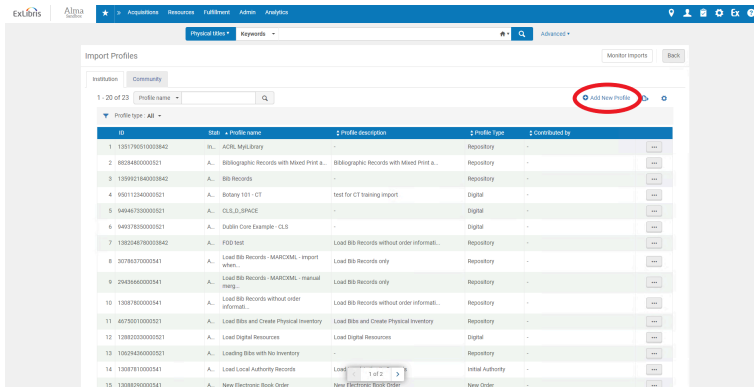 ExLibris Alma Sandbox Acquisitions Resources Fulfillment Admin Analytics Ex
Physical titles Keywords Advanced
Import Profiles Monitor Imports Back
Institution Community
1 - 20 of 23 Profile name Add New Profile
Profile type : All
ID Stat Profile name Profile description Profile Type Contributed by
1 1351790510003842 In... ACRL MyiLibrary - Repository -
2 88284800000521 A... Bibliographic Records with Mixed Print a... Bibliographic Records with Mixed Print a... Repository -
3 1359921840003842 A... Bib Records - Repository -
4 950112340000521 A... Botany 101 - CT test for CT training import Digital -
5 949467330000521 A... CLS_D_SPACE - Digital -
6 949378350000521 A... Dublin Core Example - CLS - Digital -
7 1382048790003842 A... FDD test Load Bib Records without order informati... Repository -
8 30786370000541 A... Load Bib Records - MARCXML - import when... Load Bib Records only Repository -
9 29436660000541 A... Load Bib Records - MARCXML - manual merg... Load Bib Records only Repository -
10 13087800000541 A... Load Bib Records without order informati... Load Bib Records without order informati... Repository -
11 46750010000521 A... Load Bibs and Create Physical Inventory Load Bibs and Create Physical Inventory Repository -
12 128820330000521 A... Load Digital Resources Load Digital Resources Digital -
13 106294360000521 A... Loading Bibs with No Inventory - Repository -
14 13087810000541 A... Load Local Authority Records Load Initial Authority -
1 of 2
15 13088090000541 A... New Electronic Book Order New Electronic Book Order New Order -